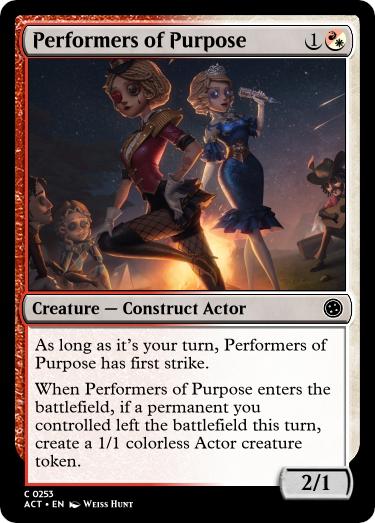 Performers of Purpose 1
Creature — Construct Actor
As long as it's your turn, Performers of
Purpose has first strike.
When Performers of Purpose enters the
battlefield, if a permanent you
controlled left the battlefield this turn,
create a 1/1 colorless Actor creature
token.
2/1
C 0253
ACT • EN Weiss Hunt